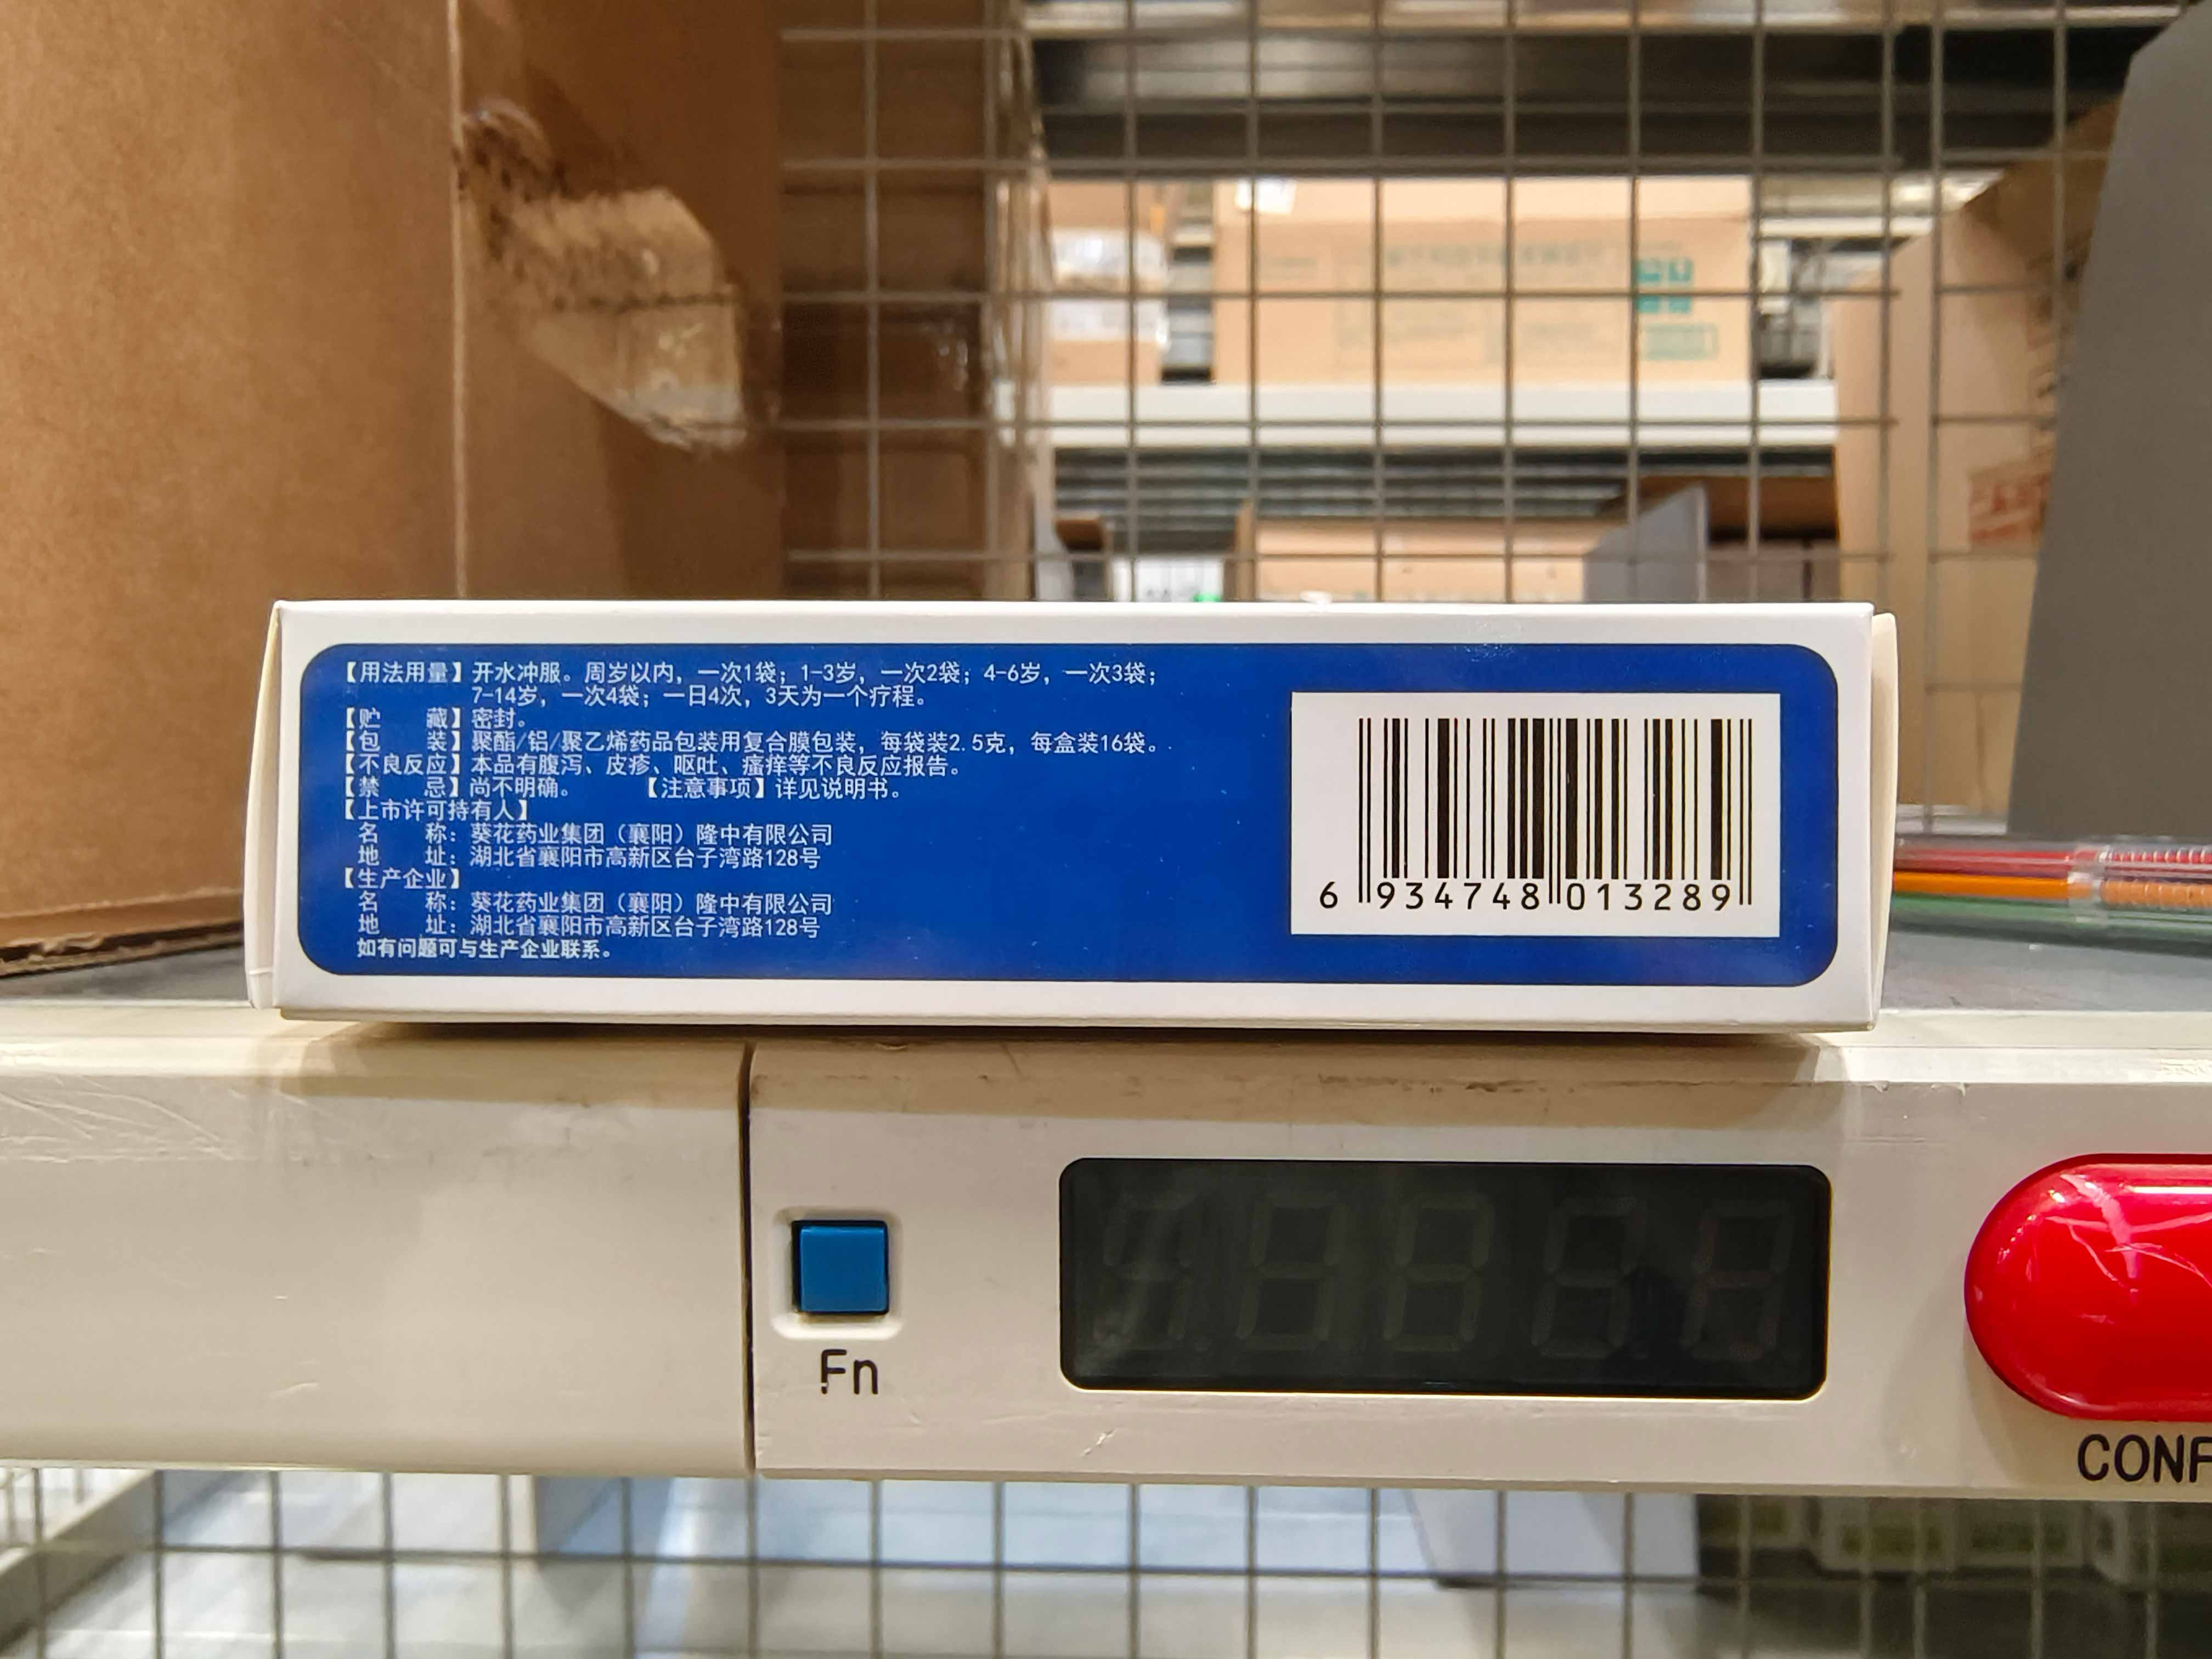 【用法用量】开水冲服。周岁以内，一次1袋；1-3岁，一次2袋；4-6岁，一次3袋；
7-14岁，一次4袋；一日4次，3天为一个疗程。
【贮　　藏】密封。
【包　　装】聚酯/铝/聚乙烯药品包装用复合膜包装，每袋装2.5克，每盒装16袋。
【不良反应】本品有腹泻、皮疹、呕吐、瘙痒等不良反应报告。
【禁　　忌】尚不明确。　【注意事项】详见说明书。
【上市许可持有人】
名　　称：葵花药业集团（襄阳）隆中有限公司
地　　址：湖北省襄阳市高新区台子湾路128号
【生产企业】
名　　称：葵花药业集团（襄阳）隆中有限公司
地　　址：湖北省襄阳市高新区台子湾路128号
如有问题可与生产企业联系。
6 934748 013289
Fn
CONF